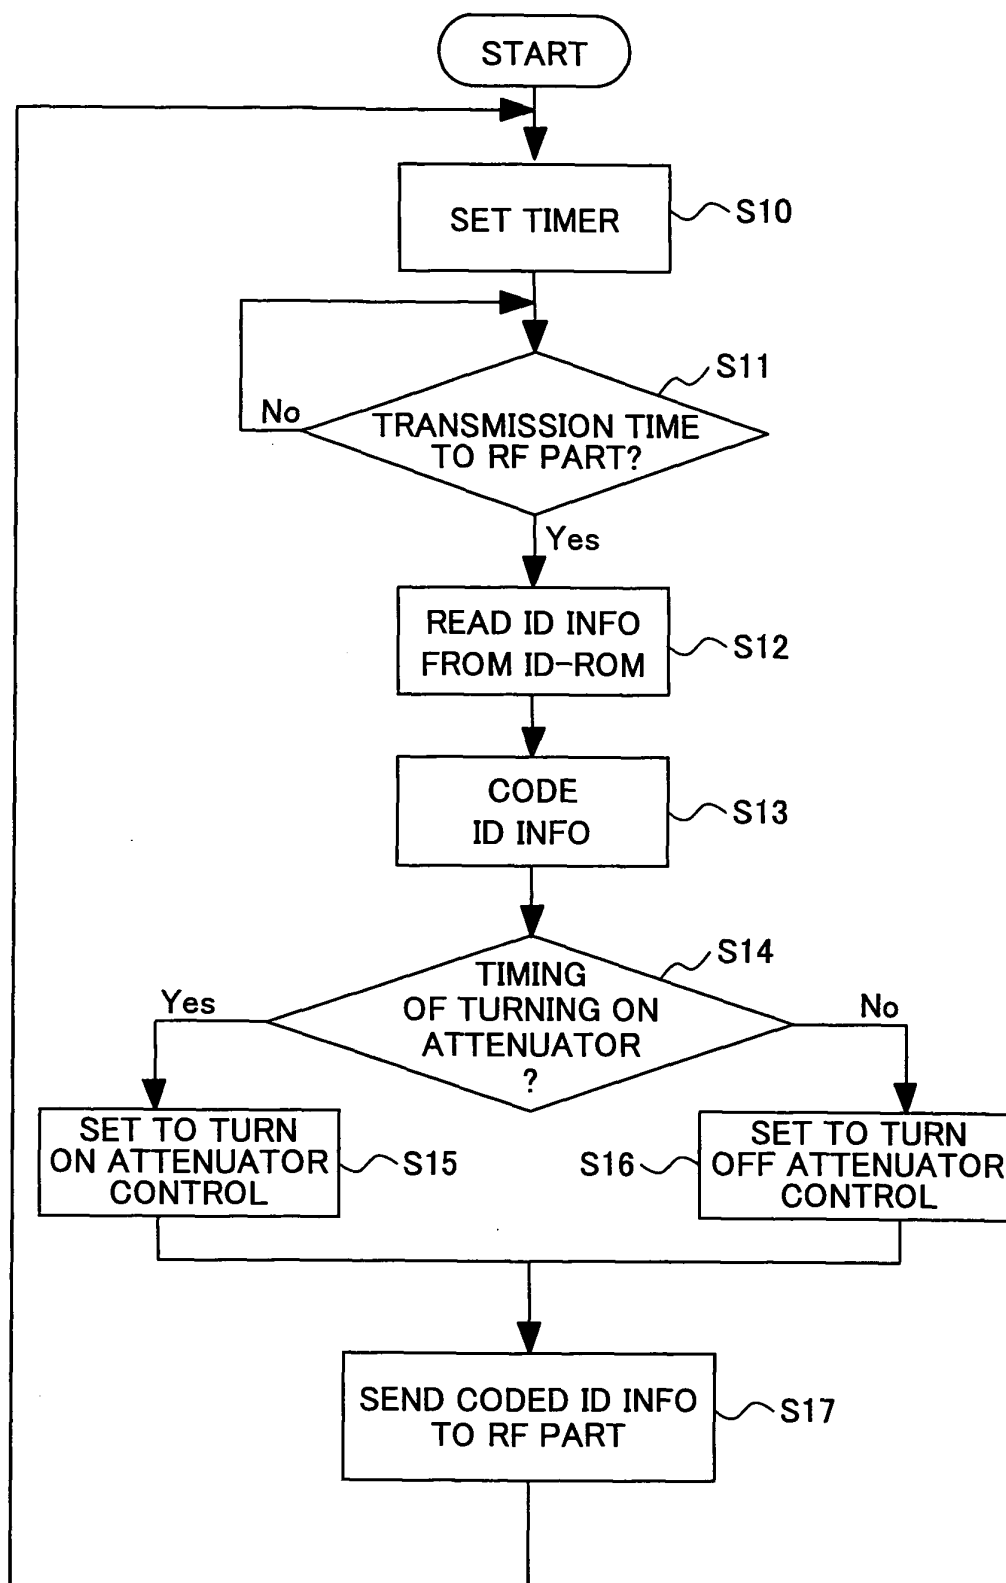 START
SET TIMER
S10
S11
No
TRANSMISSION TIME
TO RF PART?
Yes
READ ID INFO
FROM ID-ROM
S12
CODE
ID INFO
S13
S14
TIMING
OF TURNING ON
ATTENUATOR
?
Yes
No
SET TO TURN
ON ATTENUATOR
CONTROL
S15
S16
SET TO TURN
OFF ATTENUATOR
CONTROL
SEND CODED ID INFO
TO RF PART
S17